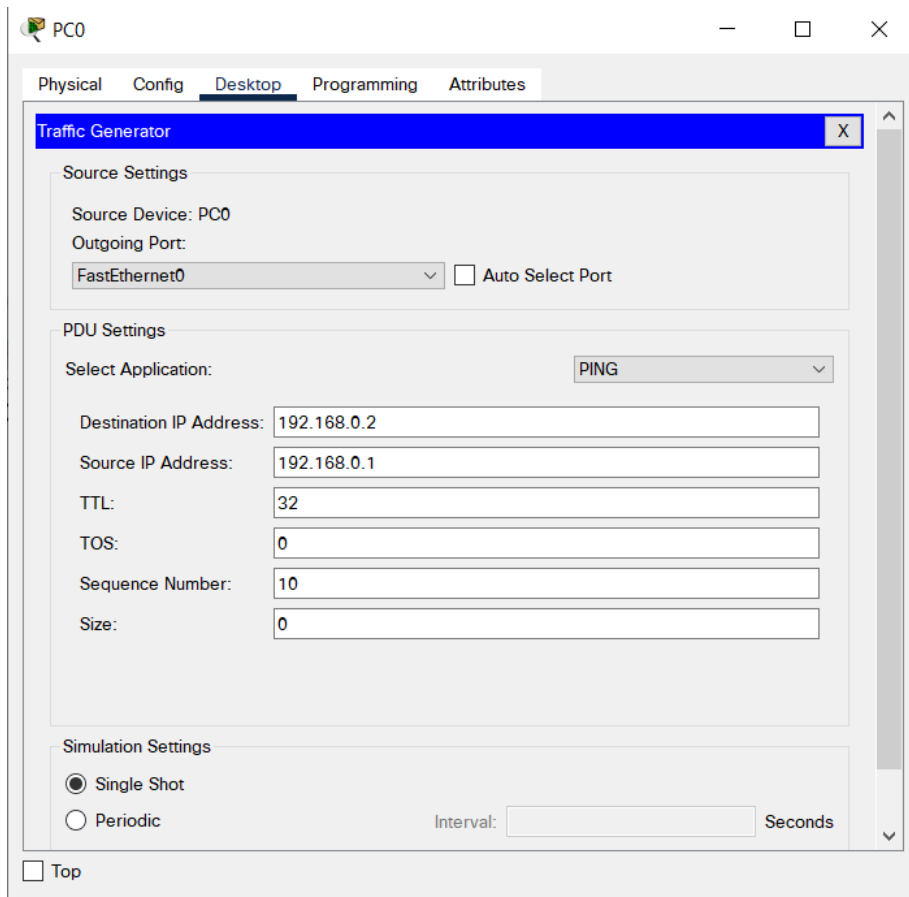 PC0
Physical Config Desktop Programming Attributes
Traffic Generator X
Source Settings
Source Device: PC0
Outgoing Port:
FastEthernet0 Auto Select Port
PDU Settings
Select Application: PING
Destination IP Address: 192.168.0.2
Source IP Address: 192.168.0.1
TTL: 32
TOS: 0
Sequence Number: 10
Size: 0
Simulation Settings
Single Shot
Periodic Interval: Seconds
Top